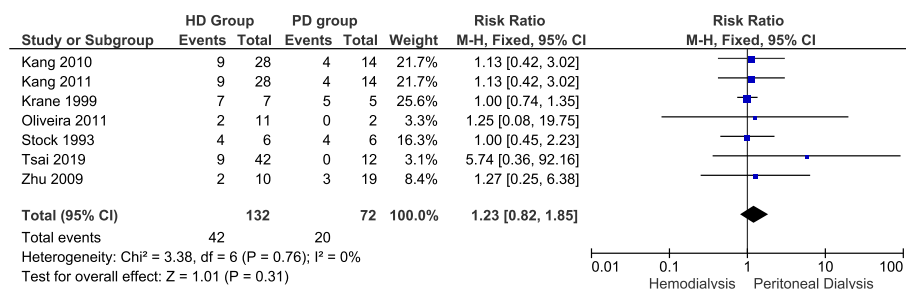 HD Group PD group Risk Ratio Risk Ratio
Study or Subgroup Events Total Events Total Weight M-H, Fixed, 95% CI M-H, Fixed, 95% CI
Kang 2010 9 28 4 14 21.7% 1.13 [0.42, 3.02]
Kang 2011 9 28 4 14 21.7% 1.13 [0.42, 3.02]
Krane 1999 7 7 5 5 25.6% 1.00 [0.74, 1.35]
Oliveira 2011 2 11 0 2 3.3% 1.25 [0.08, 19.75]
Stock 1993 4 6 4 6 16.3% 1.00 [0.45, 2.23]
Tsai 2019 9 42 0 12 3.1% 5.74 [0.36, 92.16]
Zhu 2009 2 10 3 19 8.4% 1.27 [0.25, 6.38]
Total (95% CI) 132 72 100.0% 1.23 [0.82, 1.85]
Total events 42 20
Heterogeneity: Chi² = 3.38, df = 6 (P = 0.76); I² = 0%
Test for overall effect: Z = 1.01 (P = 0.31)
0.01 0.1 1 10 100
Hemodialysis Peritoneal Dialysis